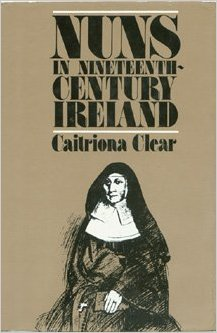 NUNS
IN NINETEENTH-
CENTURY
IRELAND
Caitriona Clear